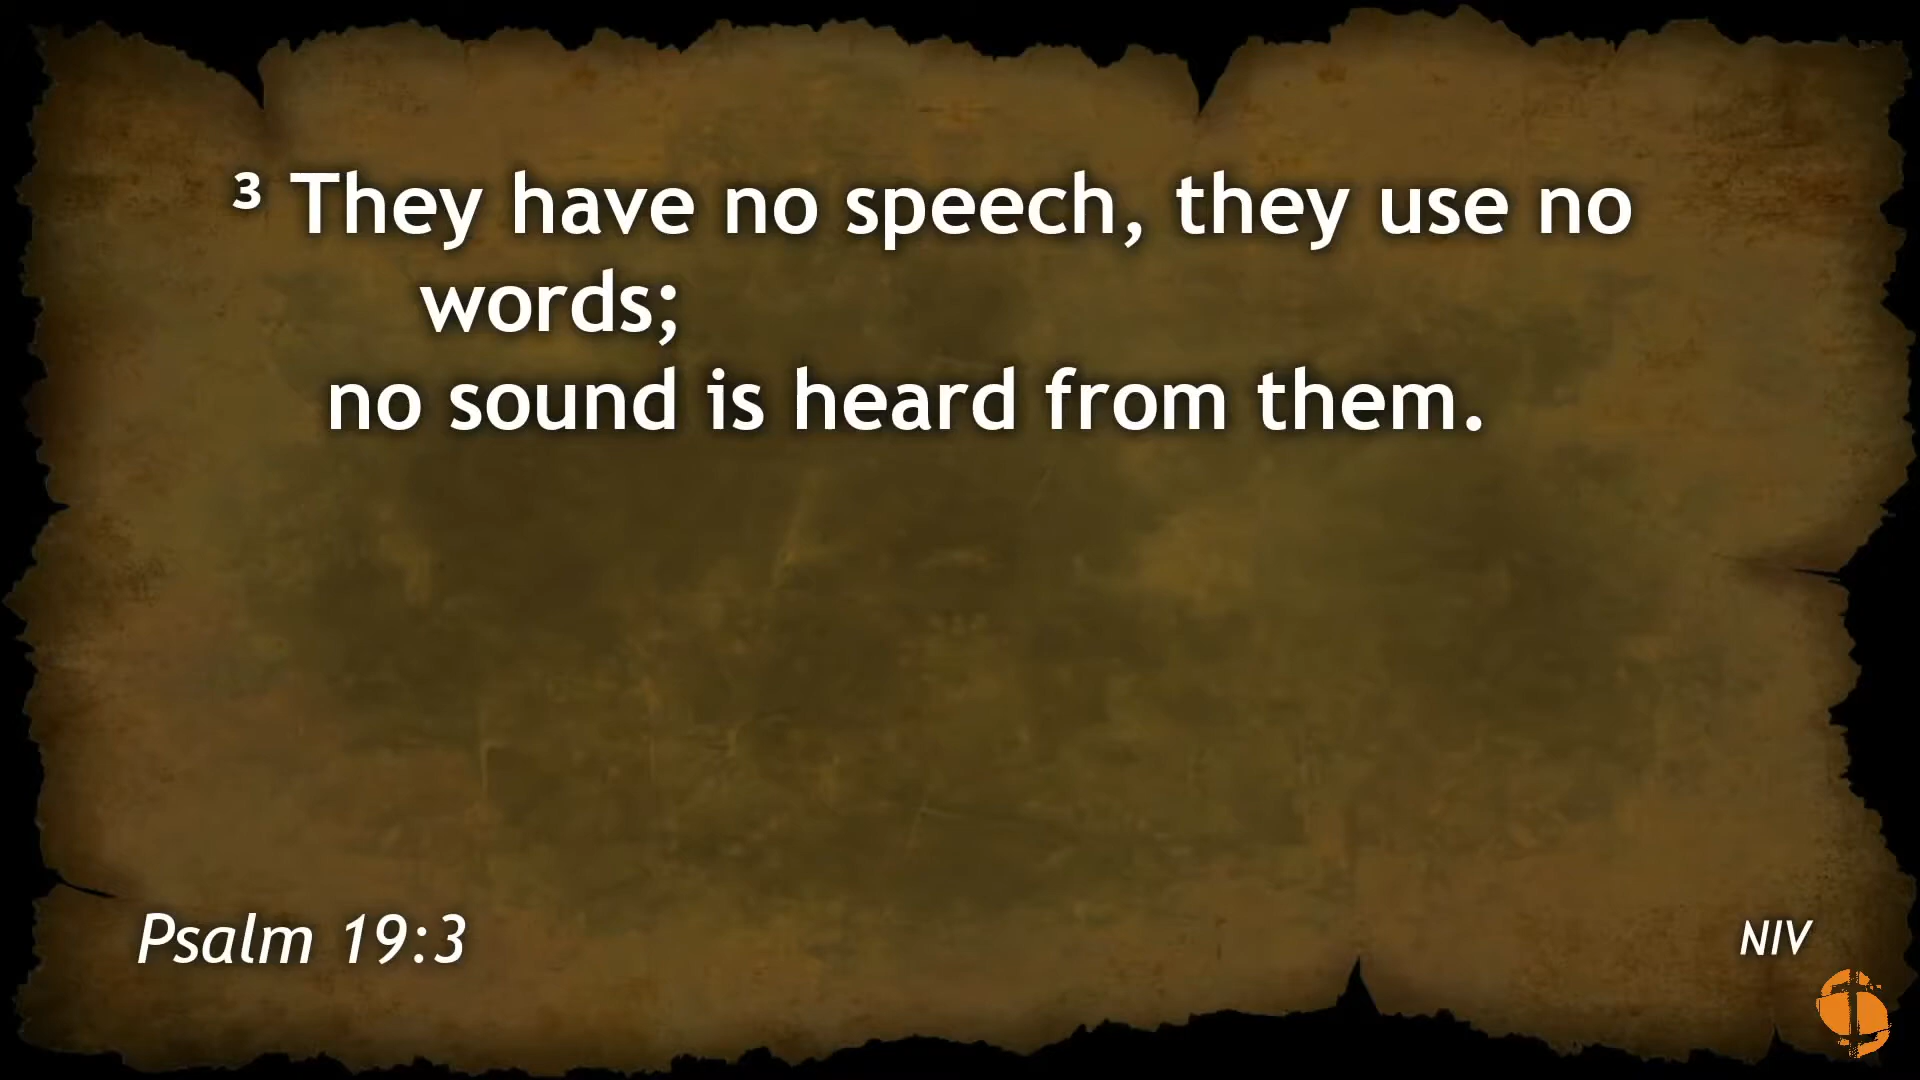 ³ They have no speech, they use no
words;
no sound is heard from them.
Psalm 19:3
NIV